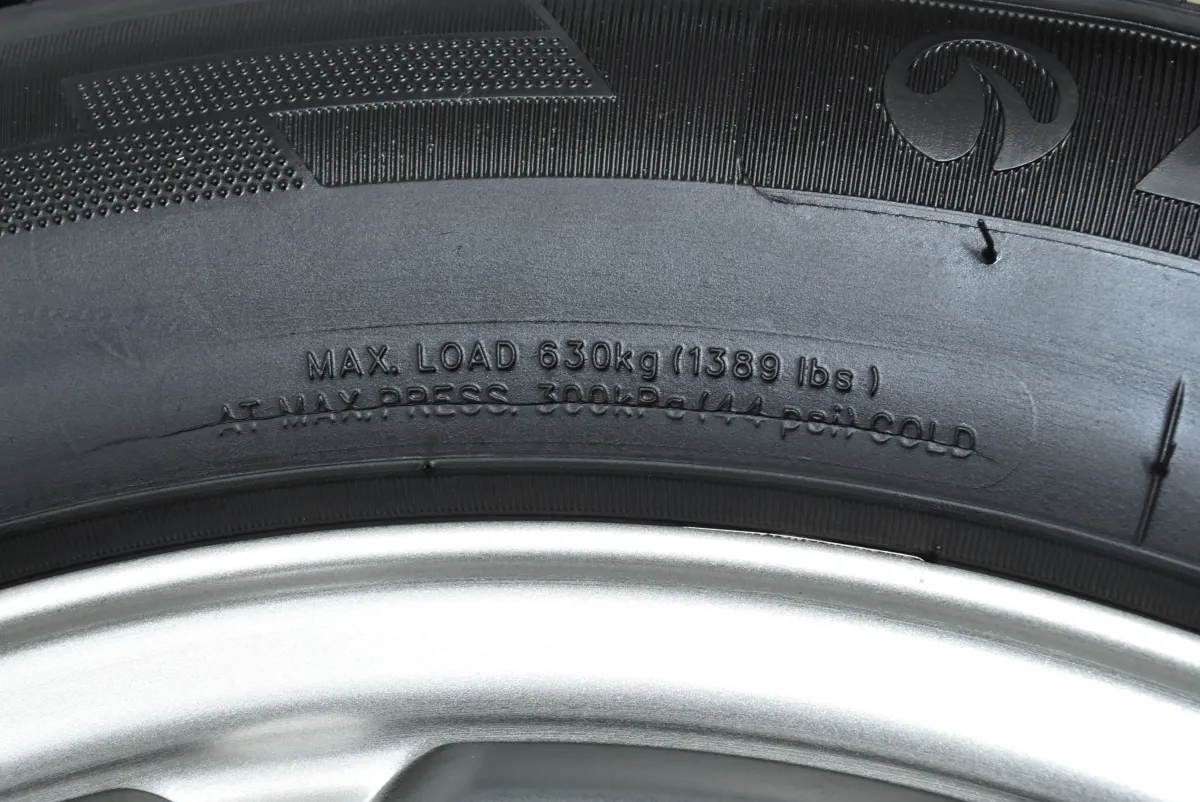 MAX. LOAD 630kg (1389 lbs)
AT MAX.PRESS. 300kPa (44 psi) COLD